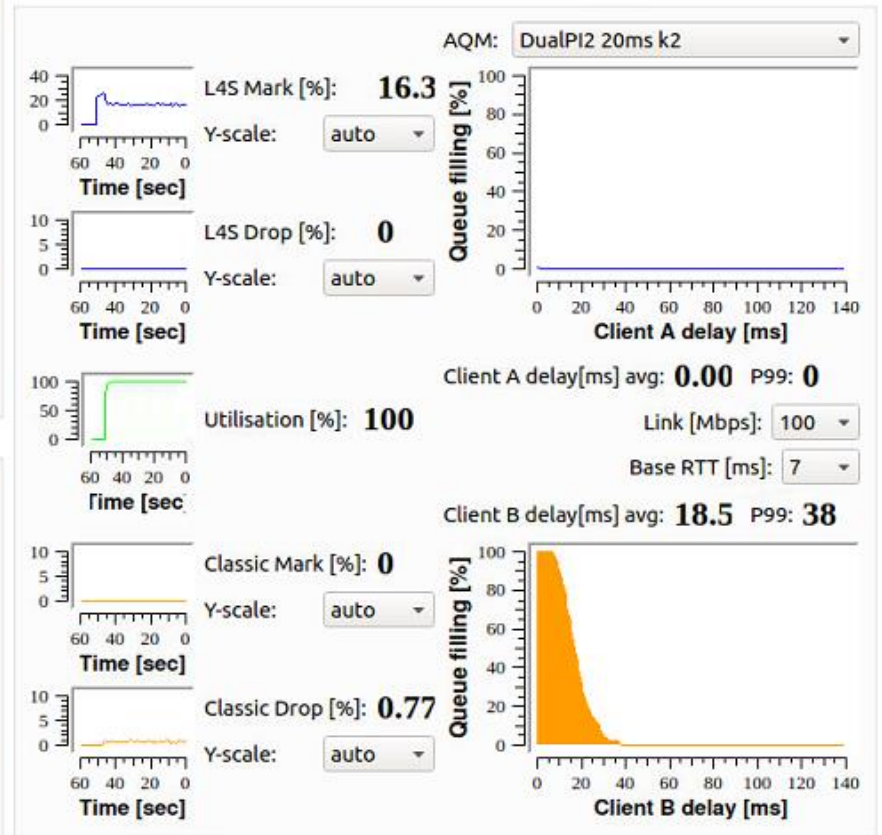 AQM: DualPI2 20ms k2
40
20
0
60 40 20 0
Time [sec]
L4S Mark [%]: 16.3
Y-scale: auto
10
5
0
60 40 20 0
Time [sec]
L4S Drop [%]: 0
Y-scale: auto
Queue filling [%]
100
80
60
40
20
0
0 20 40 60 80 100 120 140
Client A delay [ms]
Client A delay[ms] avg: 0.00 P99: 0
100
50
0
60 40 20 0
Time [sec
Utilisation [%]: 100
Link [Mbps]: 100
Base RTT [ms]: 7
Client B delay[ms] avg: 18.5 P99: 38
10
5
0
60 40 20 0
Time [sec]
Classic Mark [%]: 0
Y-scale: auto
10
5
0
60 40 20 0
Time [sec]
Classic Drop [%]: 0.77
Y-scale: auto
Queue filling [%]
100
80
60
40
20
0
0 20 40 60 80 100 120 140
Client B delay [ms]